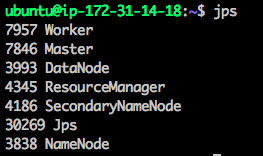 ubuntu@ip-172-31-14-18:~$ jps
7957 Worker
7846 Master
3993 DataNode
4345 ResourceManager
4186 SecondaryNameNode
30269 Jps
3838 NameNode